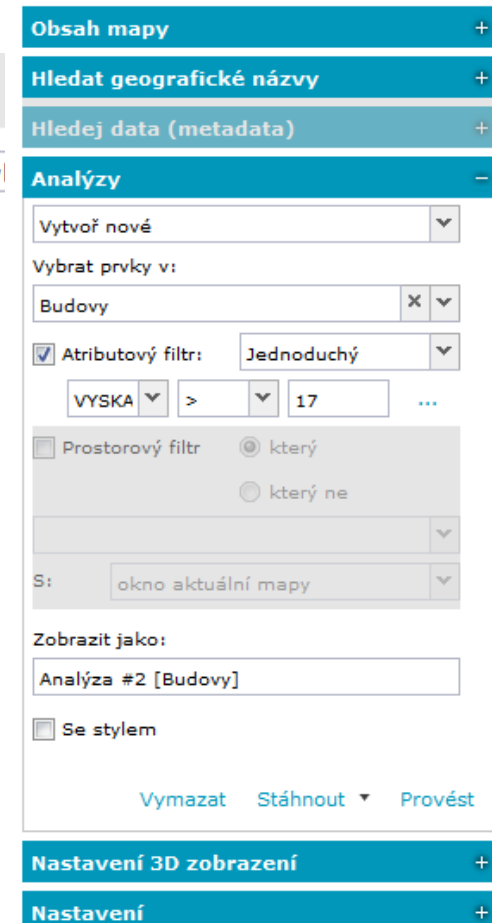 Obsah mapy +
Hledat geografické názvy +
Hledej data (metadata) +
Analýzy –
Vytvoř nové
Vybrat prvky v:
Budovy
Atributový filtr: Jednoduchý
VYSKA > 17 ...
Prostorový filtr který
který ne
S: okno aktuální mapy
Zobrazit jako:
Analýza #2 [Budovy]
Se stylem
Vymazat Stáhnout Provést
Nastavení 3D zobrazení +
Nastavení +